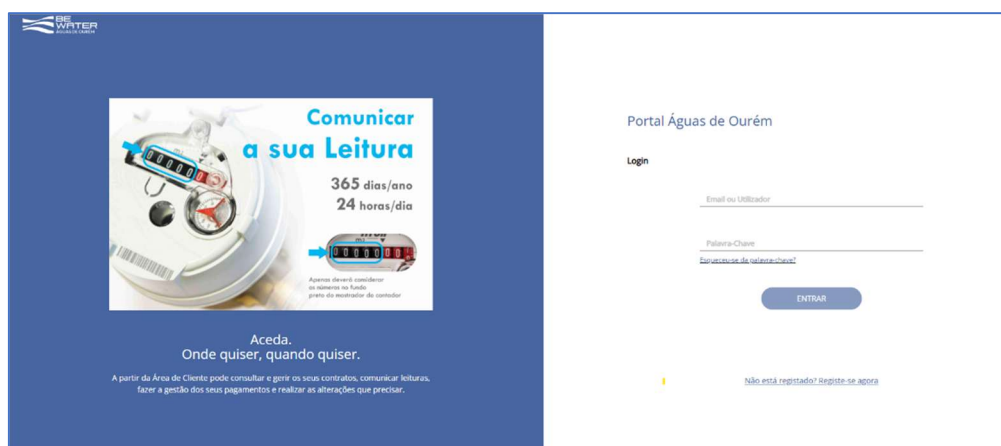 BE
WATER
ÁGUAS DE OURÉM
Comunicar
a sua Leitura
365 dias/ano
24 horas/dia
Apenas deverá considerar
os números no fundo
preto do mostrador do contador
Aceda.
Onde quiser, quando quiser.
A partir da Área de Cliente pode consultar e gerir os seus contratos, comunicar leituras,
fazer a gestão dos seus pagamentos e realizar as alterações que precisar.
Portal Águas de Ourém
Login
Email ou Utilizador
Palavra-Chave
Esqueceu-se da palavra-chave?
ENTRAR
Não está registado? Registe-se agora